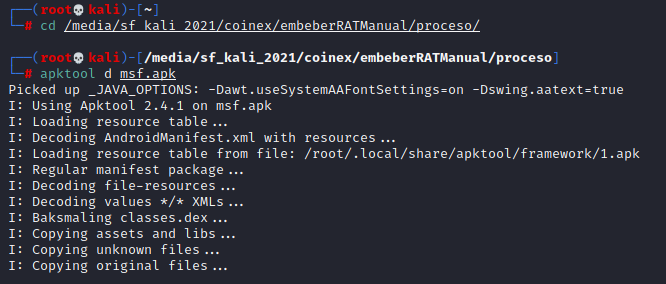 ┌──(root💀kali)-[~]
└─# cd /media/sf_kali_2021/coinex/embeberRATManual/proceso/
┌──(root💀kali)-[/media/sf_kali_2021/coinex/embeberRATManual/proceso]
└─# apktool d msf.apk
Picked up _JAVA_OPTIONS: -Dawt.useSystemAAFontSettings=on -Dswing.aatext=true
I: Using Apktool 2.4.1 on msf.apk
I: Loading resource table...
I: Decoding AndroidManifest.xml with resources...
I: Loading resource table from file: /root/.local/share/apktool/framework/1.apk
I: Regular manifest package...
I: Decoding file-resources...
I: Decoding values */* XMLs...
I: Baksmaling classes.dex...
I: Copying assets and libs...
I: Copying unknown files...
I: Copying original files...